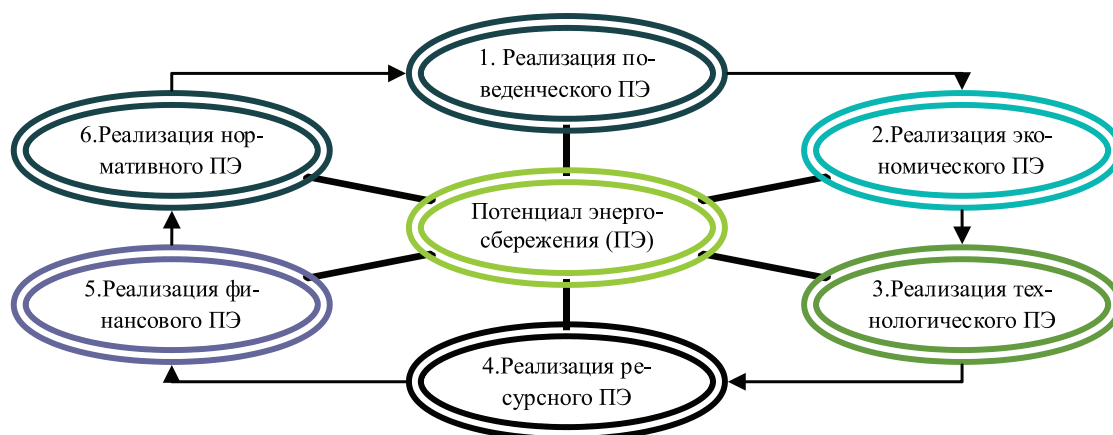 1. Реализация по-
веденческого ПЭ
2.Реализация эко-
номического ПЭ
3.Реализация тех-
нологического ПЭ
4.Реализация ре-
сурсного ПЭ
5.Реализация фи-
нансового ПЭ
6.Реализация нор-
мативного ПЭ
Потенциал энерго-
сбережения (ПЭ)